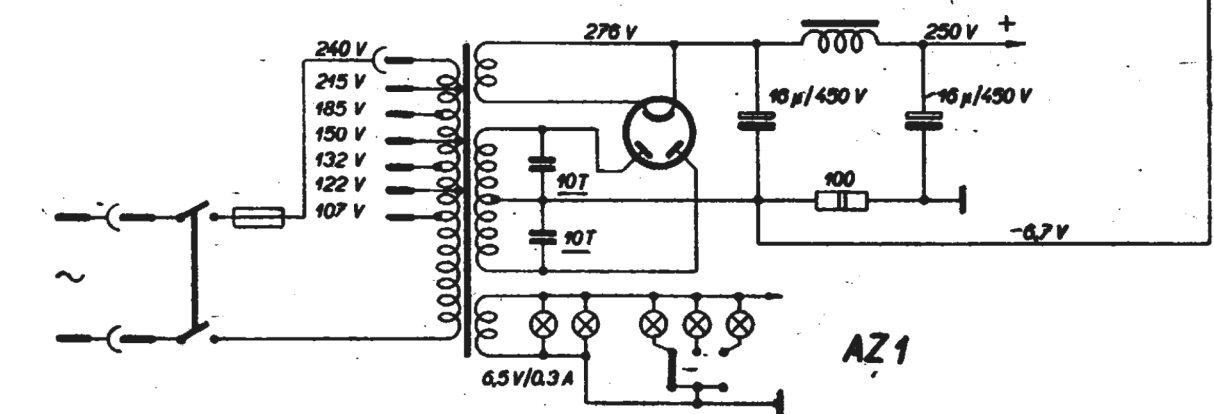 240 V
215 V
185 V
150 V
132 V
122 V
107 V
~
276 V
250 V
+
16 µ/450 V
16 µ/450 V
10T
10T
100
-6,7 V
6,5 V/0.3 A
AZ 1